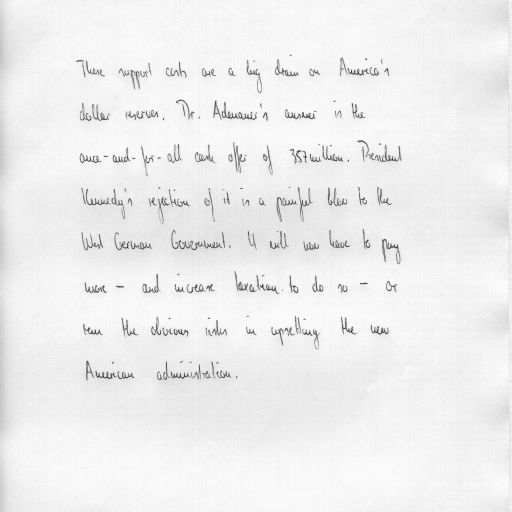 These support costs are a big drain on America's
dollar reserves. Dr. Adenauer's answer is the
once-and-for-all cash offer of 357million. President
Kennedy's rejection of it is a painful blow to the
West German Government. It will now have to pay
more - and increase taxation to do so - or
run the obvious risks in upsetting the new
American administration.